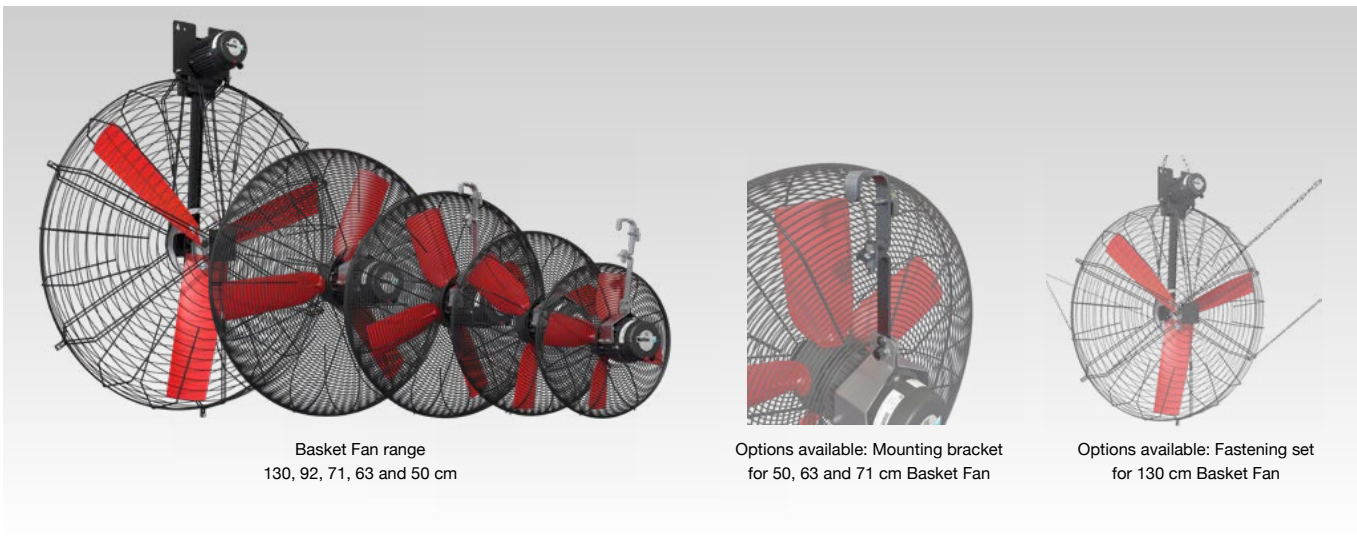 Basket Fan range
130, 92, 71, 63 and 50 cm
Options available: Mounting bracket
for 50, 63 and 71 cm Basket Fan
Options available: Fastening set
for 130 cm Basket Fan